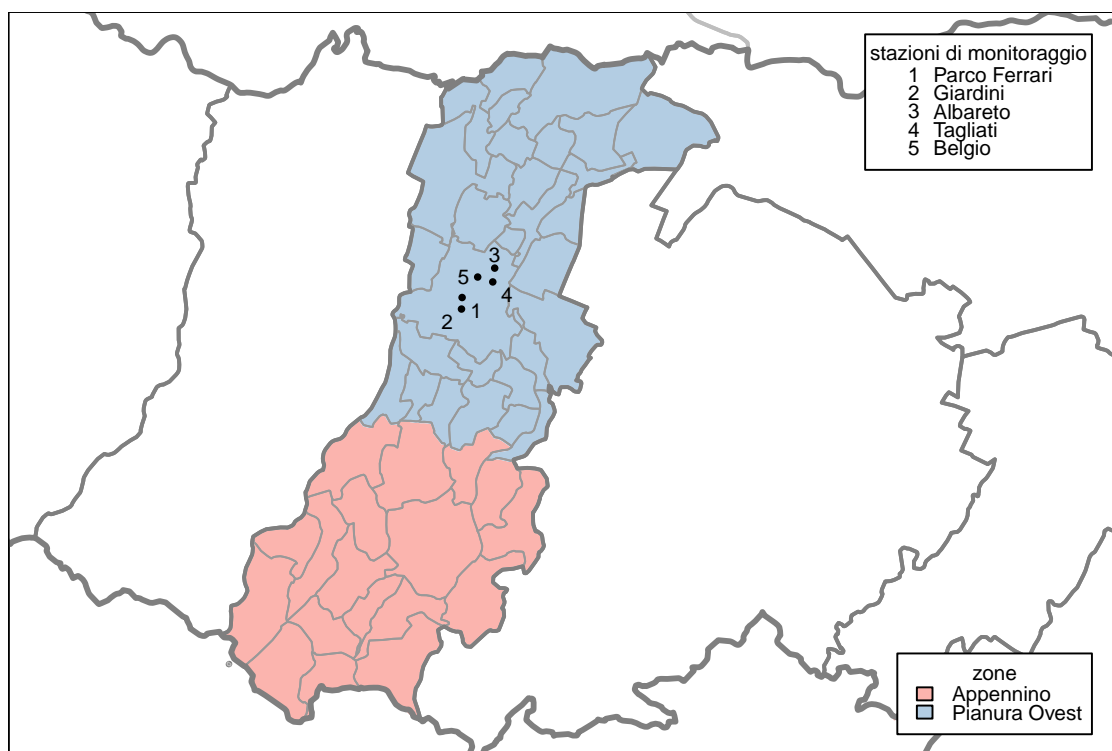 stazioni di monitoraggio
1 Parco Ferrari
2 Giardini
3 Albareto
4 Tagliati
5 Belgio
3
5
4
1
2
zone
Appennino
Pianura Ovest